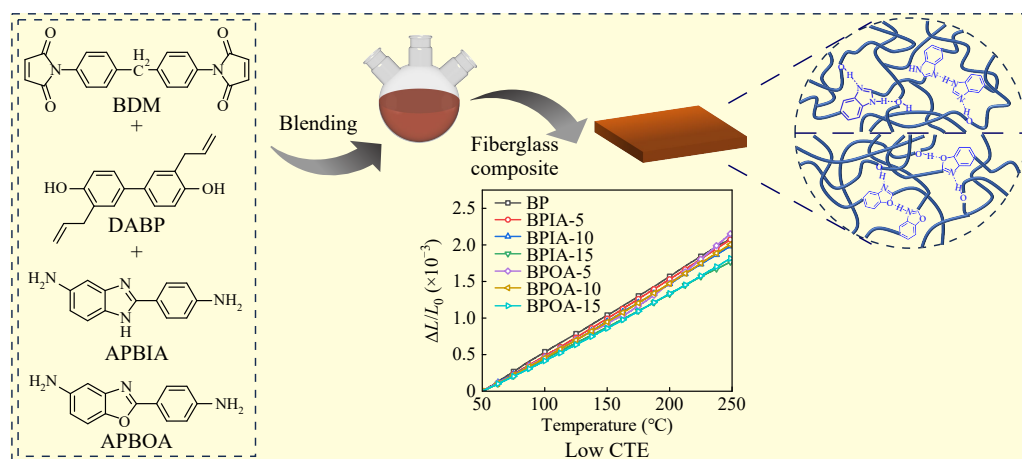 O
O
N
H₂
C
N
O
O
BDM
+
HO
OH
DABP
+
H₂N
N
N
H
NH₂
APBIA
H₂N
N
O
NH₂
APBOA
Blending
Fiberglass
composite
BP
BPIA-5
BPIA-10
BPIA-15
BPOA-5
BPOA-10
BPOA-15
2.5
2.0
1.5
1.0
0.5
0
50
100
150
200
250
ΔL/L₀ (×10⁻³)
Temperature (℃)
Low CTE